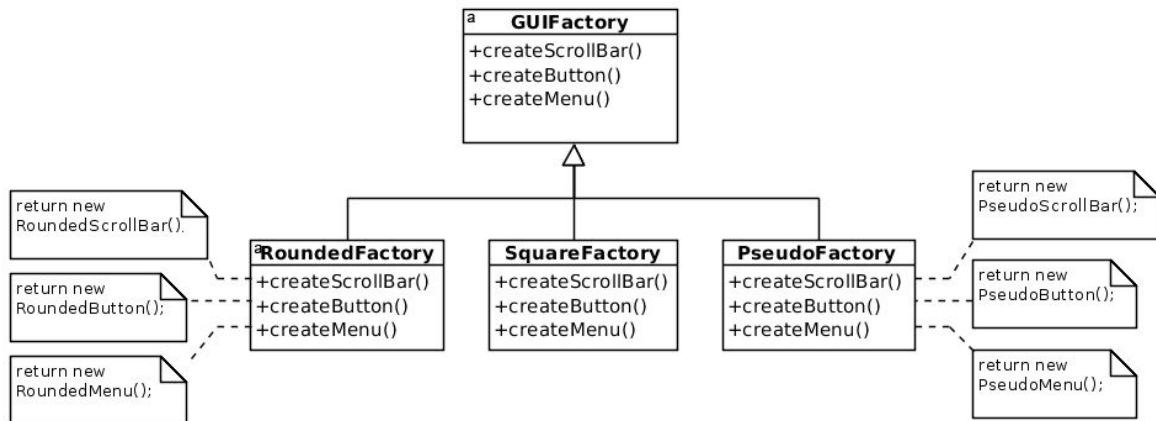 a
GUIFactory
+createScrollBar()
+createButton()
+createMenu()
return new
RoundedScrollBar().
return new
RoundedButton();
return new
RoundedMenu();
a
RoundedFactory
+createScrollBar()
+createButton()
+createMenu()
SquareFactory
+createScrollBar()
+createButton()
+createMenu()
PseudoFactory
+createScrollBar()
+createButton()
+createMenu()
return new
PseudoScrollBar();
return new
PseudoButton();
return new
PseudoMenu();